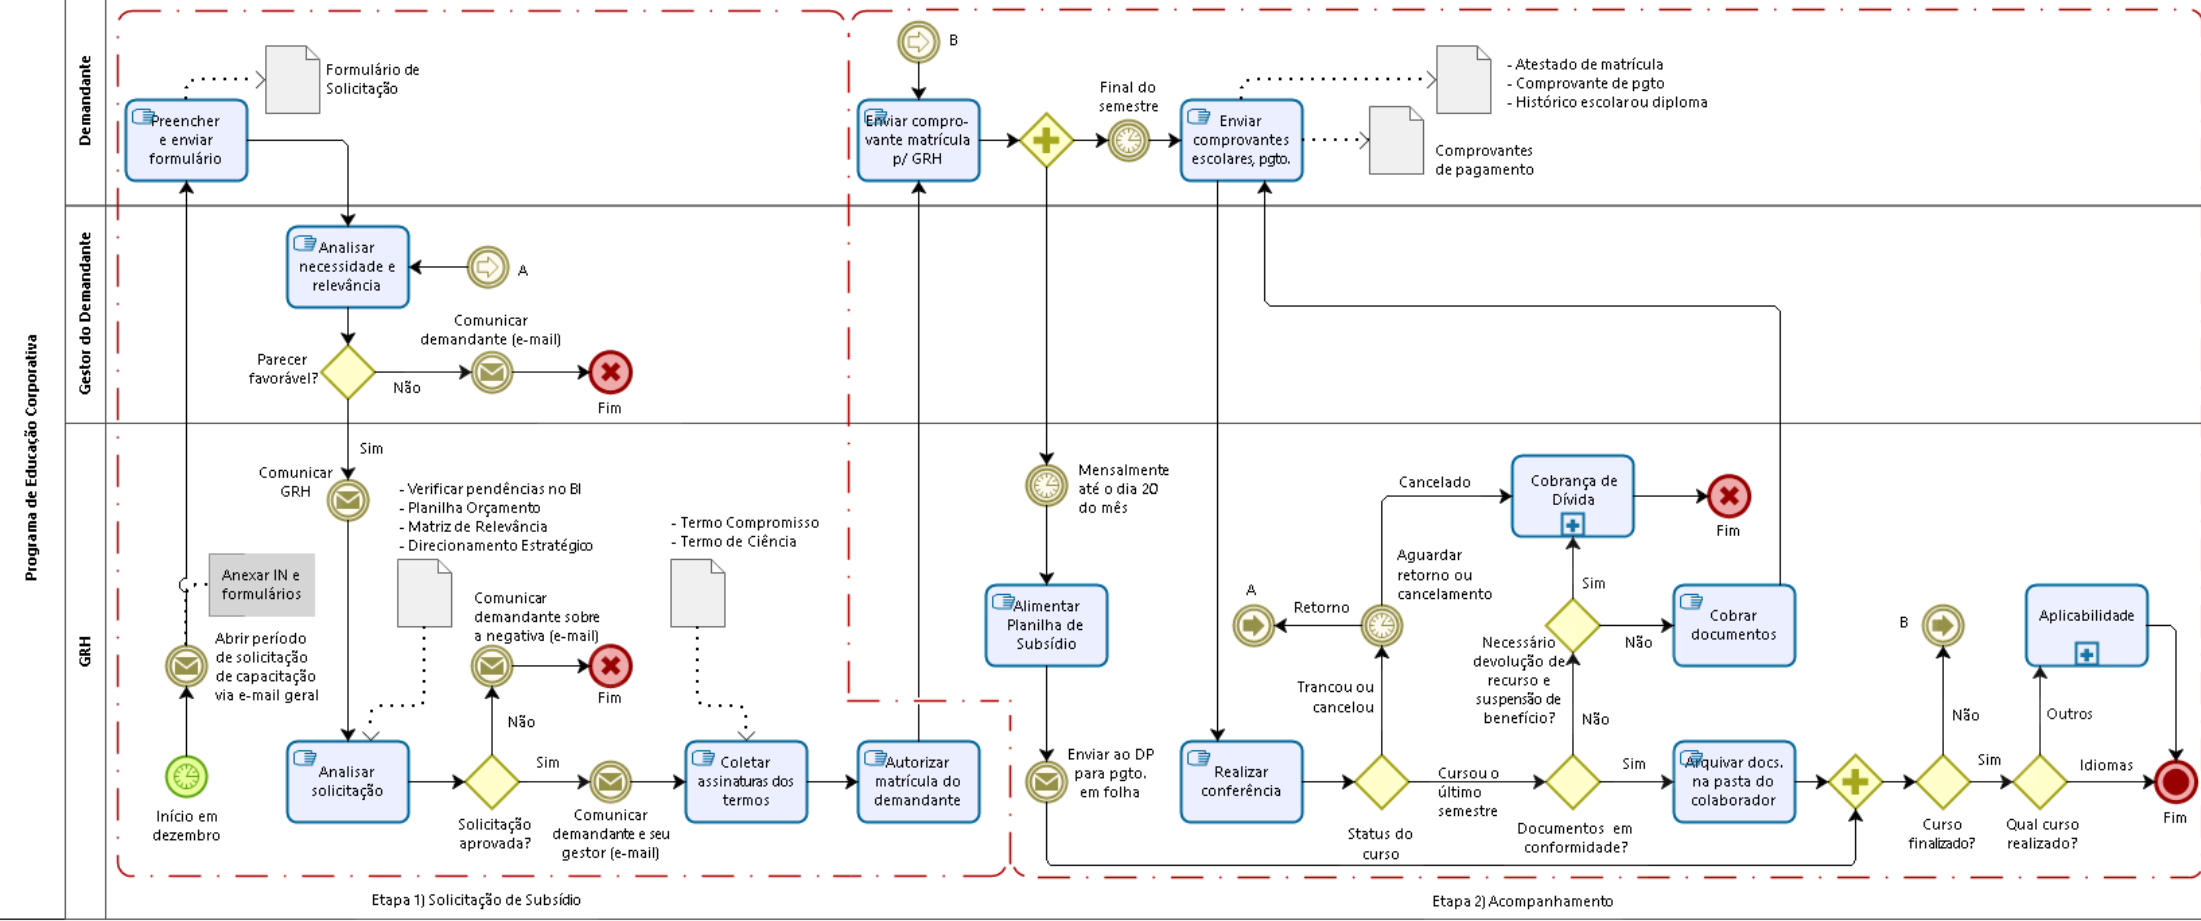 Programa de Educação Corporativa
Demandante
Gestor do Demandante
GRH
Formulário de
Solicitação
Preencher
e enviar
formulário
Analisar
necessidade e
relevância
A
Comunicar
demandante (e-mail)
Parecer
favorável?
Não
Fim
Sim
Comunicar
GRH
- Verificar pendências no BI
- Planilha Orçamento
- Matriz de Relevância
- Direcionamento Estratégico
- Termo Compromisso
- Termo de Ciência
Anexar IN e
formulários
Abrir período
de solicitação
de capacitação
via e-mail geral
Comunicar
demandante sobre
a negativa (e-mail)
Fim
Não
Início em
dezembro
Analisar
solicitação
Solicitação
aprovada?
Sim
Comunicar
demandante e seu
gestor (e-mail)
Coletar
assinaturas dos
termos
Autorizar
matrícula do
demandante
Etapa 1) Solicitação de Subsídio
B
Enviar compro-
vante matrícula
p/ GRH
Final do
semestre
Enviar
comprovantes
escolares, pgto.
- Atestado de matrícula
- Comprovante de pgto
- Histórico escolar ou diploma
Comprovantes
de pagamento
Mensalmente
até o dia 20
do mês
Alimentar
Planilha de
Subsídio
Enviar ao DP
para pgto.
em folha
Realizar
conferência
Status do
curso
Trancou ou
cancelou
A
Retorno
Aguardar
retorno ou
cancelamento
Cancelado
Cobrança de
Dívida
Fim
Sim
Necessário
devolução de
recurso e
suspensão de
benefício?
Não
Cobrar
documentos
Não
Cursou o
último
semestre
Documentos em
conformidade?
Sim
Arquivar docs.
na pasta do
colaborador
B
Não
Curso
finalizado?
Sim
Aplicabilidade
Outros
Qual curso
realizado?
Idiomas
Fim
Etapa 2) Acompanhamento